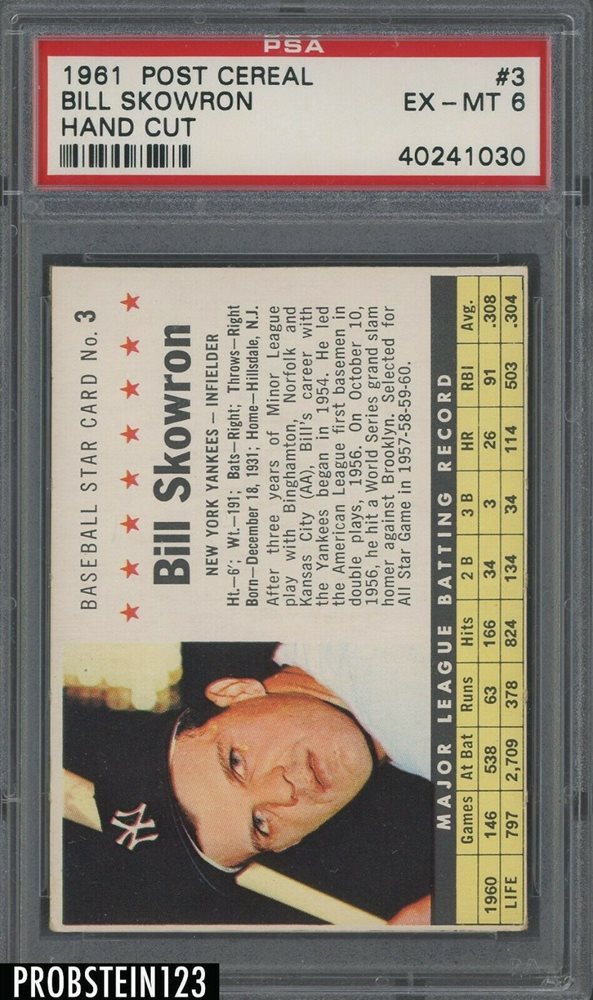 PSA
1961 POST CEREAL #3
BILL SKOWRON EX - MT 6
HAND CUT
40241030
BASEBALL STAR CARD No. 3
Bill Skowron
NEW YORK YANKEES — INFIELDER
Ht.—6'; Wt.—191; Bats—Right; Throws—Right
Born—December 18, 1931; Home—Hillsdale, N.J.
After three years of Minor League
play with Binghamton, Norfolk and
Kansas City (AA), Bill's career with
the Yankees began in 1954. He led
the American League first basemen in
double plays, 1956. On October 10,
1956, he hit a World Series grand slam
homer against Brooklyn. Selected for
All Star Game in 1957-58-59-60.
NY
MAJOR LEAGUE BATTING RECORD
Games At Bat Runs Hits 2 B 3 B HR RBI Avg.
1960 146 538 63 166 34 3 26 91 .308
LIFE 797 2,709 378 824 134 34 114 503 .304
PROBSTEIN123